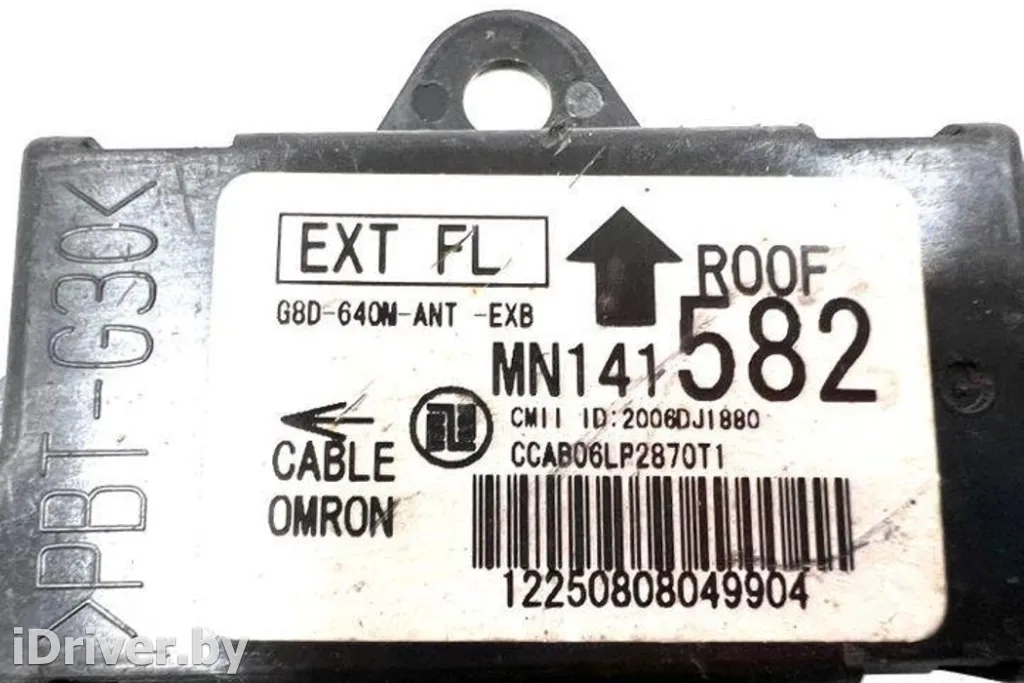 EXT FL
ROOF
G8D-640M-ANT -EXB
MN141582
CMII ID:2006DJ1880
CCAB06LP2870T1
CABLE
OMRON
12250808049904
>PBT-G30<
iDriver.by